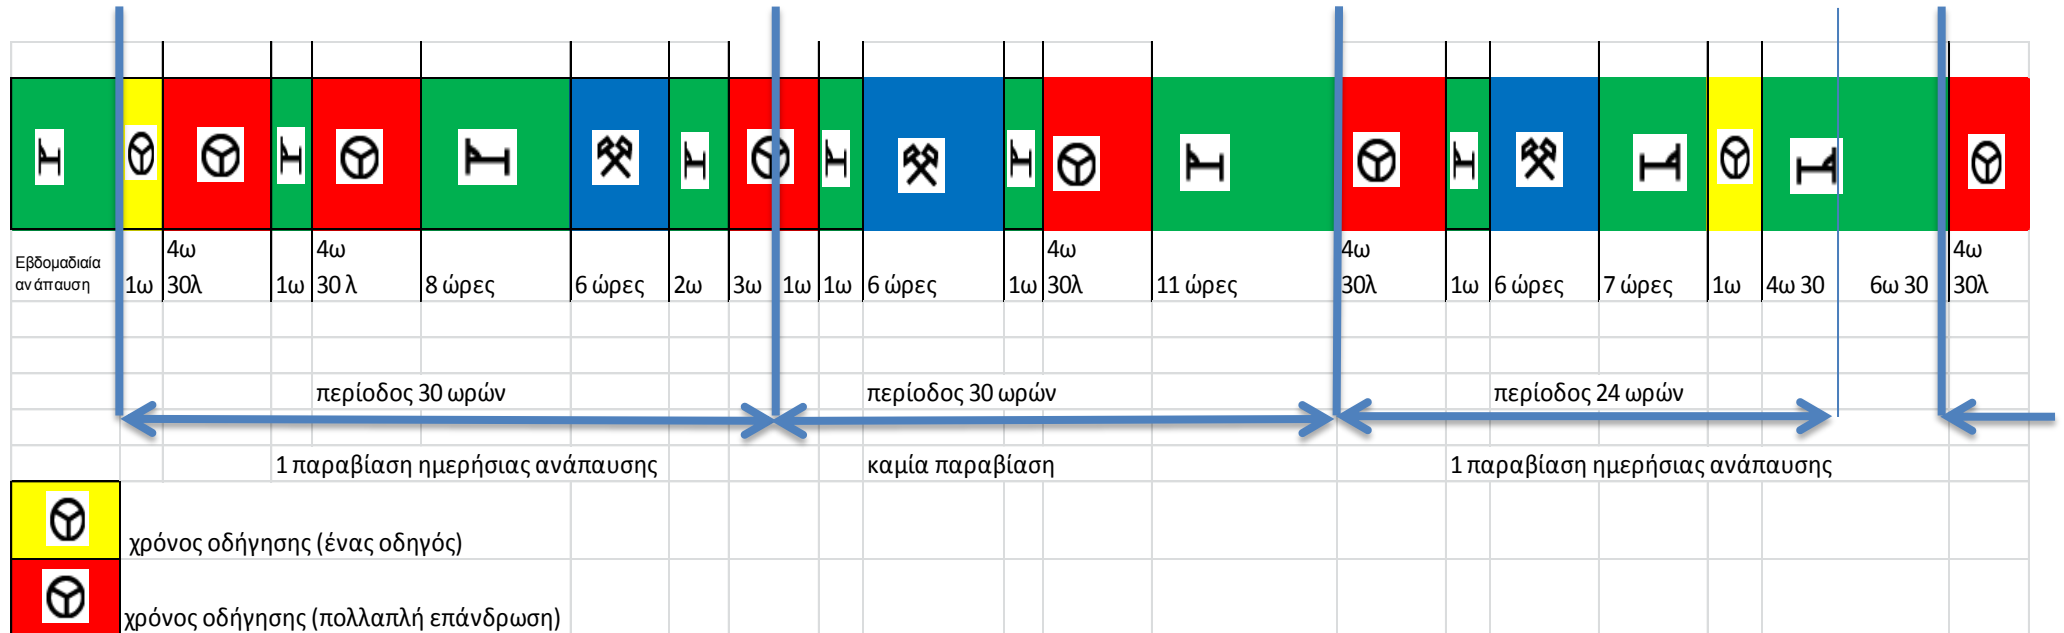 Εβδομαδιαία
ανάπαυση
1ω
4ω
30λ
1ω
4ω
30 λ
8 ώρες
6 ώρες
2ω
3ω
1ω
1ω
6 ώρες
1ω
4ω
30λ
11 ώρες
4ω
30λ
1ω
6 ώρες
7 ώρες
1ω
4ω 30
6ω 30
4ω
30λ
περίοδος 30 ωρών
περίοδος 30 ωρών
περίοδος 24 ωρών
1 παραβίαση ημερήσιας ανάπαυσης
καμία παραβίαση
1 παραβίαση ημερήσιας ανάπαυσης
χρόνος οδήγησης (ένας οδηγός)
χρόνος οδήγησης (πολλαπλή επάνδρωση)